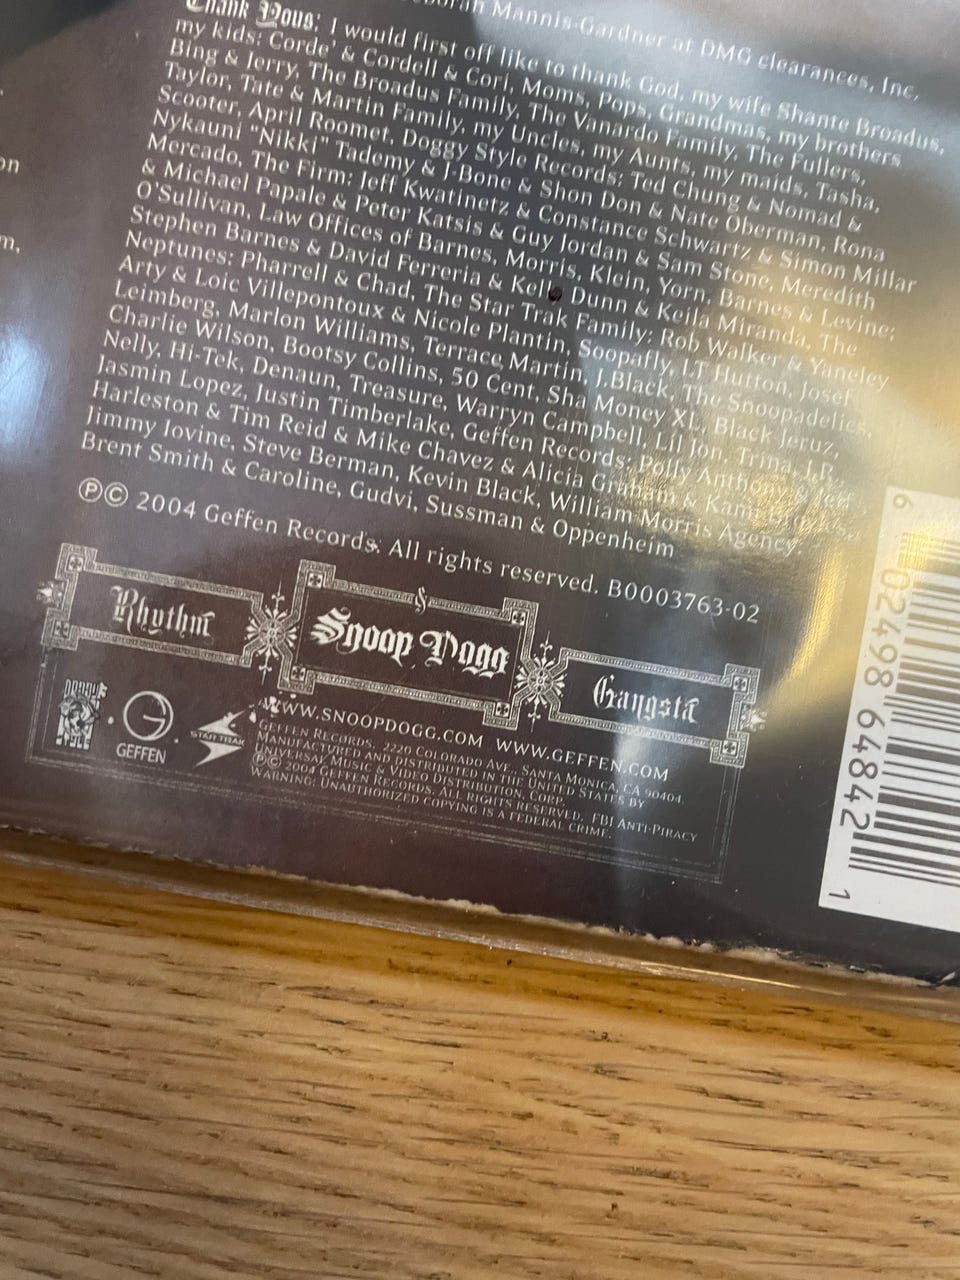 on
m,
Mannis-Gardner at DMG clearances, Inc.
Thank Yous: I would first off like to thank God, my wife Shante Broadus,
my kids: Corde' & Cordell & Cori, Moms, Pops, Grandmas, my brothers
Bing & Jerry, The Broadus Family, The Vanardo Family, The Fullers,
Taylor, Tate & Martin Family, my Uncles, my Aunts, my maids, Tasha,
Scooter, April Roomet, Doggy Style Records: Ted Chung & Nomad &
Nykauni "Nikki" Tademy & J-Bone & Shon Don & Nate Oberman, Rona
Mercado, The Firm: Jeff Kwatinetz & Constance Schwartz & Simon Millar
& Michael Papale & Peter Katsis & Guy Jordan & Sam Stone, Meredith
O'Sullivan, Law Offices of Barnes, Morris, Klein, Yorn, Barnes & Levine:
Stephen Barnes & David Ferreria & Kelly Dunn & Keila Miranda, The
Neptunes: Pharrell & Chad, The Star Trak Family: Rob Walker & Yaneley
Arty & Loic Villepontoux & Nicole Plantin, Soopafly, LT Hutton, Josef
Leimberg, Marlon Williams, Terrace Martin, J.Black, The Snoopadelics,
Charlie Wilson, Bootsy Collins, 50 Cent, Sha Money XL, Black Jeruz,
Nelly, Hi-Tek, Denaun, Treasure, Warryn Campbell, Lil Jon, Trina, J.R.
Jasmin Lopez, Justin Timberlake, Geffen Records: Polly Anthony & Jeff
Harleston & Tim Reid & Mike Chavez & Alicia Graham &
Jimmy Iovine, Steve Berman, Kevin Black, William Morris Agency:
Brent Smith & Caroline, Gudvi, Sussman & Oppenheim
℗© 2004 Geffen Records. All rights reserved. B0003763-02
Rhythm
Snoop Dogg
Gangsta
DOGGY STYLE
GEFFEN
STAR TRAK
WWW.SNOOPDOGG.COM WWW.GEFFEN.COM
GEFFEN RECORDS, 2220 COLORADO AVE., SANTA MONICA, CA 90404.
MANUFACTURED AND DISTRIBUTED IN THE UNITED STATES BY
UNIVERSAL MUSIC & VIDEO DISTRIBUTION, CORP.
℗© 2004 GEFFEN RECORDS. ALL RIGHTS RESERVED. FBI ANTI-PIRACY
WARNING: UNAUTHORIZED COPYING IS A FEDERAL CRIME.
6 02498 64842 1